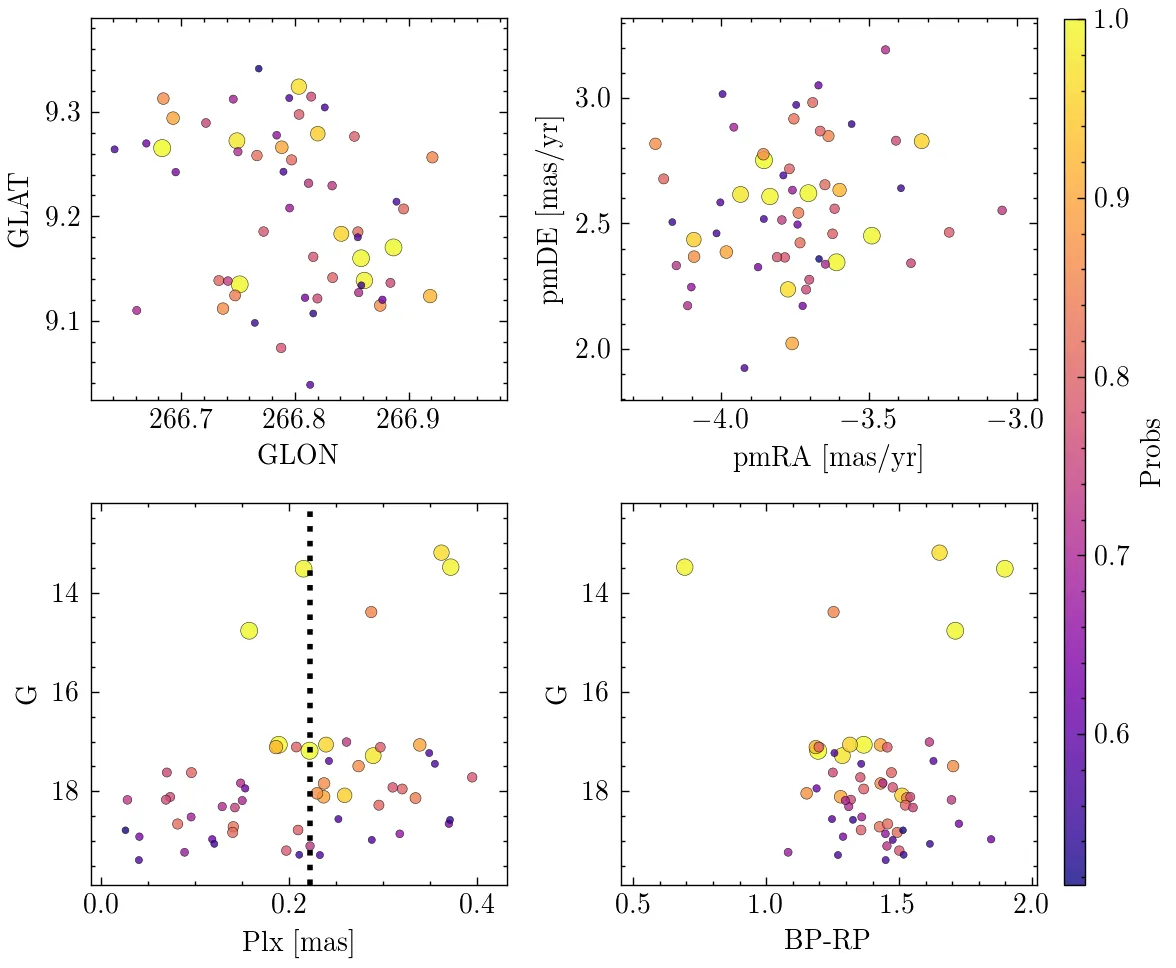 9.3
9.2
9.1
GLAT
266.7 266.8 266.9
GLON
3.0
2.5
2.0
pmDE [mas/yr]
−4.0 −3.5 −3.0
pmRA [mas/yr]
1.0
0.9
0.8
0.7
0.6
Probs
14
16
18
G
0.0 0.2 0.4
Plx [mas]
14
16
18
G
0.5 1.0 1.5 2.0
BP-RP